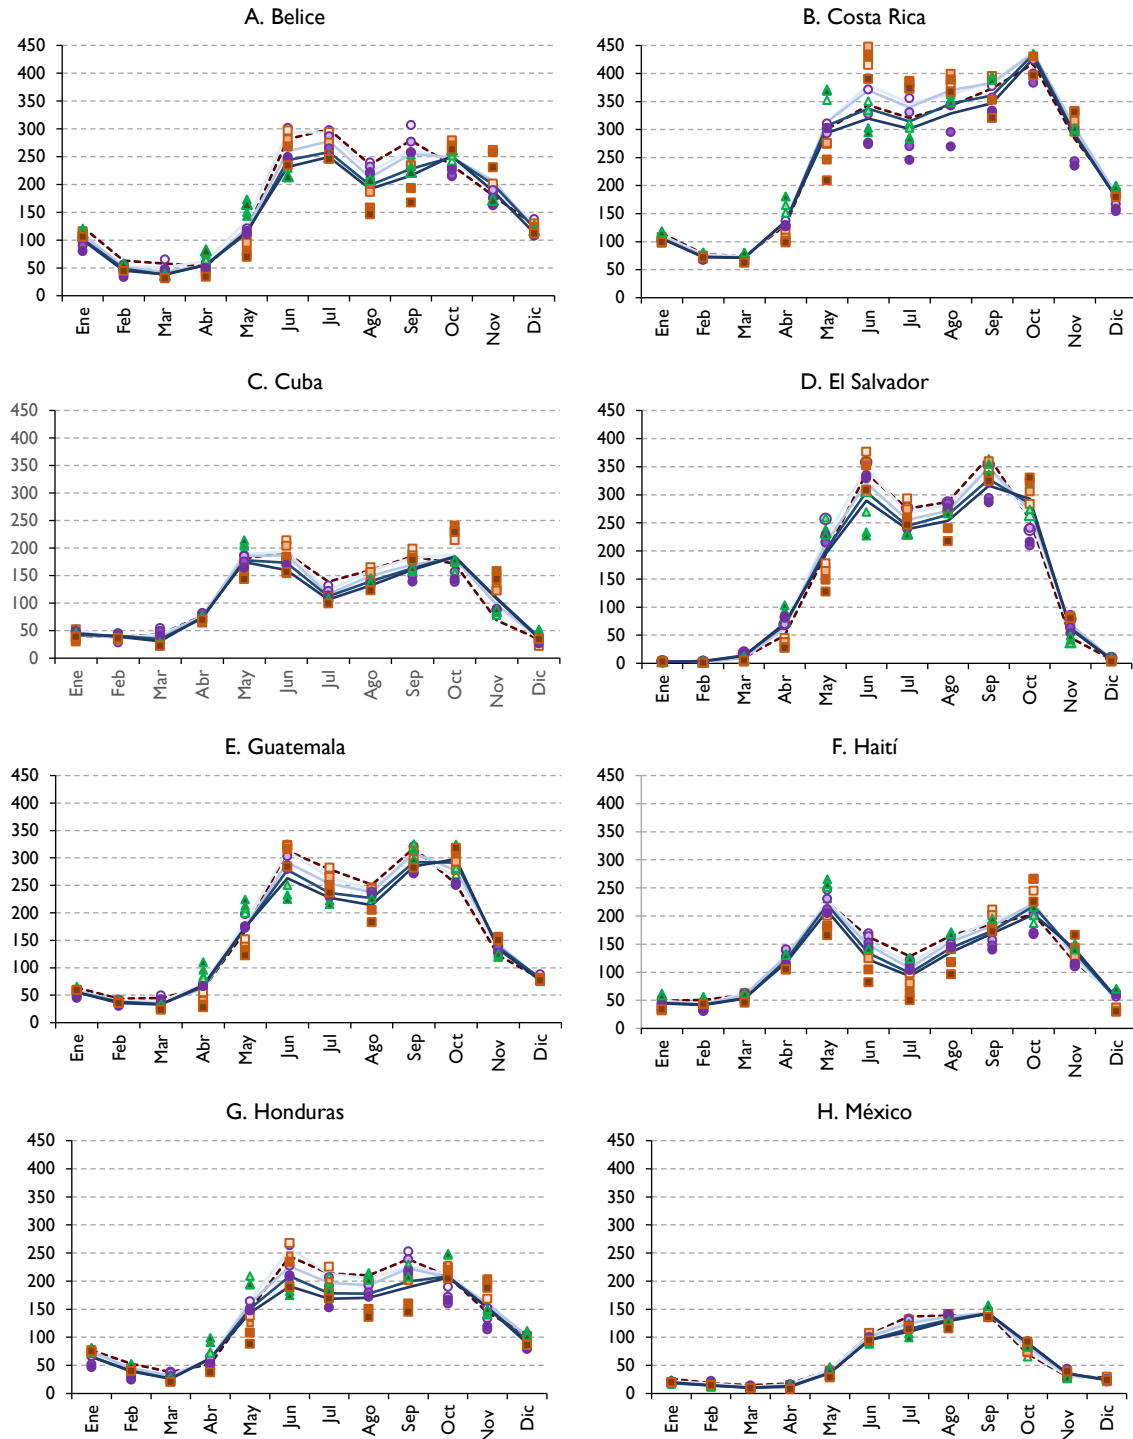 A. Belice
B. Costa Rica
450
400
350
300
250
200
150
100
50
0
Ene
Feb
Mar
Abr
May
Jun
Jul
Ago
Sep
Oct
Nov
Dic
450
400
350
300
250
200
150
100
50
0
Ene
Feb
Mar
Abr
May
Jun
Jul
Ago
Sep
Oct
Nov
Dic
C. Cuba
D. El Salvador
450
400
350
300
250
200
150
100
50
0
Ene
Feb
Mar
Abr
May
Jun
Jul
Ago
Sep
Oct
Nov
Dic
450
400
350
300
250
200
150
100
50
0
Ene
Feb
Mar
Abr
May
Jun
Jul
Ago
Sep
Oct
Nov
Dic
E. Guatemala
F. Haití
450
400
350
300
250
200
150
100
50
0
Ene
Feb
Mar
Abr
May
Jun
Jul
Ago
Sep
Oct
Nov
Dic
450
400
350
300
250
200
150
100
50
0
Ene
Feb
Mar
Abr
May
Jun
Jul
Ago
Sep
Oct
Nov
Dic
G. Honduras
H. México
450
400
350
300
250
200
150
100
50
0
Ene
Feb
Mar
Abr
May
Jun
Jul
Ago
Sep
Oct
Nov
Dic
450
400
350
300
250
200
150
100
50
0
Ene
Feb
Mar
Abr
May
Jun
Jul
Ago
Sep
Oct
Nov
Dic